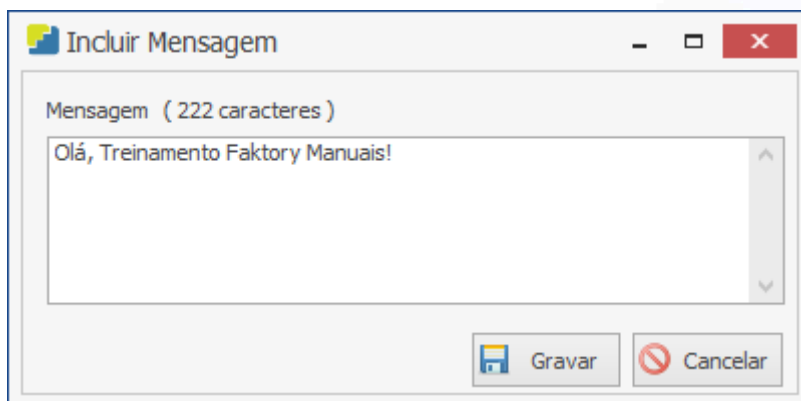 Incluir Mensagem
Mensagem ( 222 caracteres )
Olá, Treinamento Faktory Manuais!
Gravar Cancelar